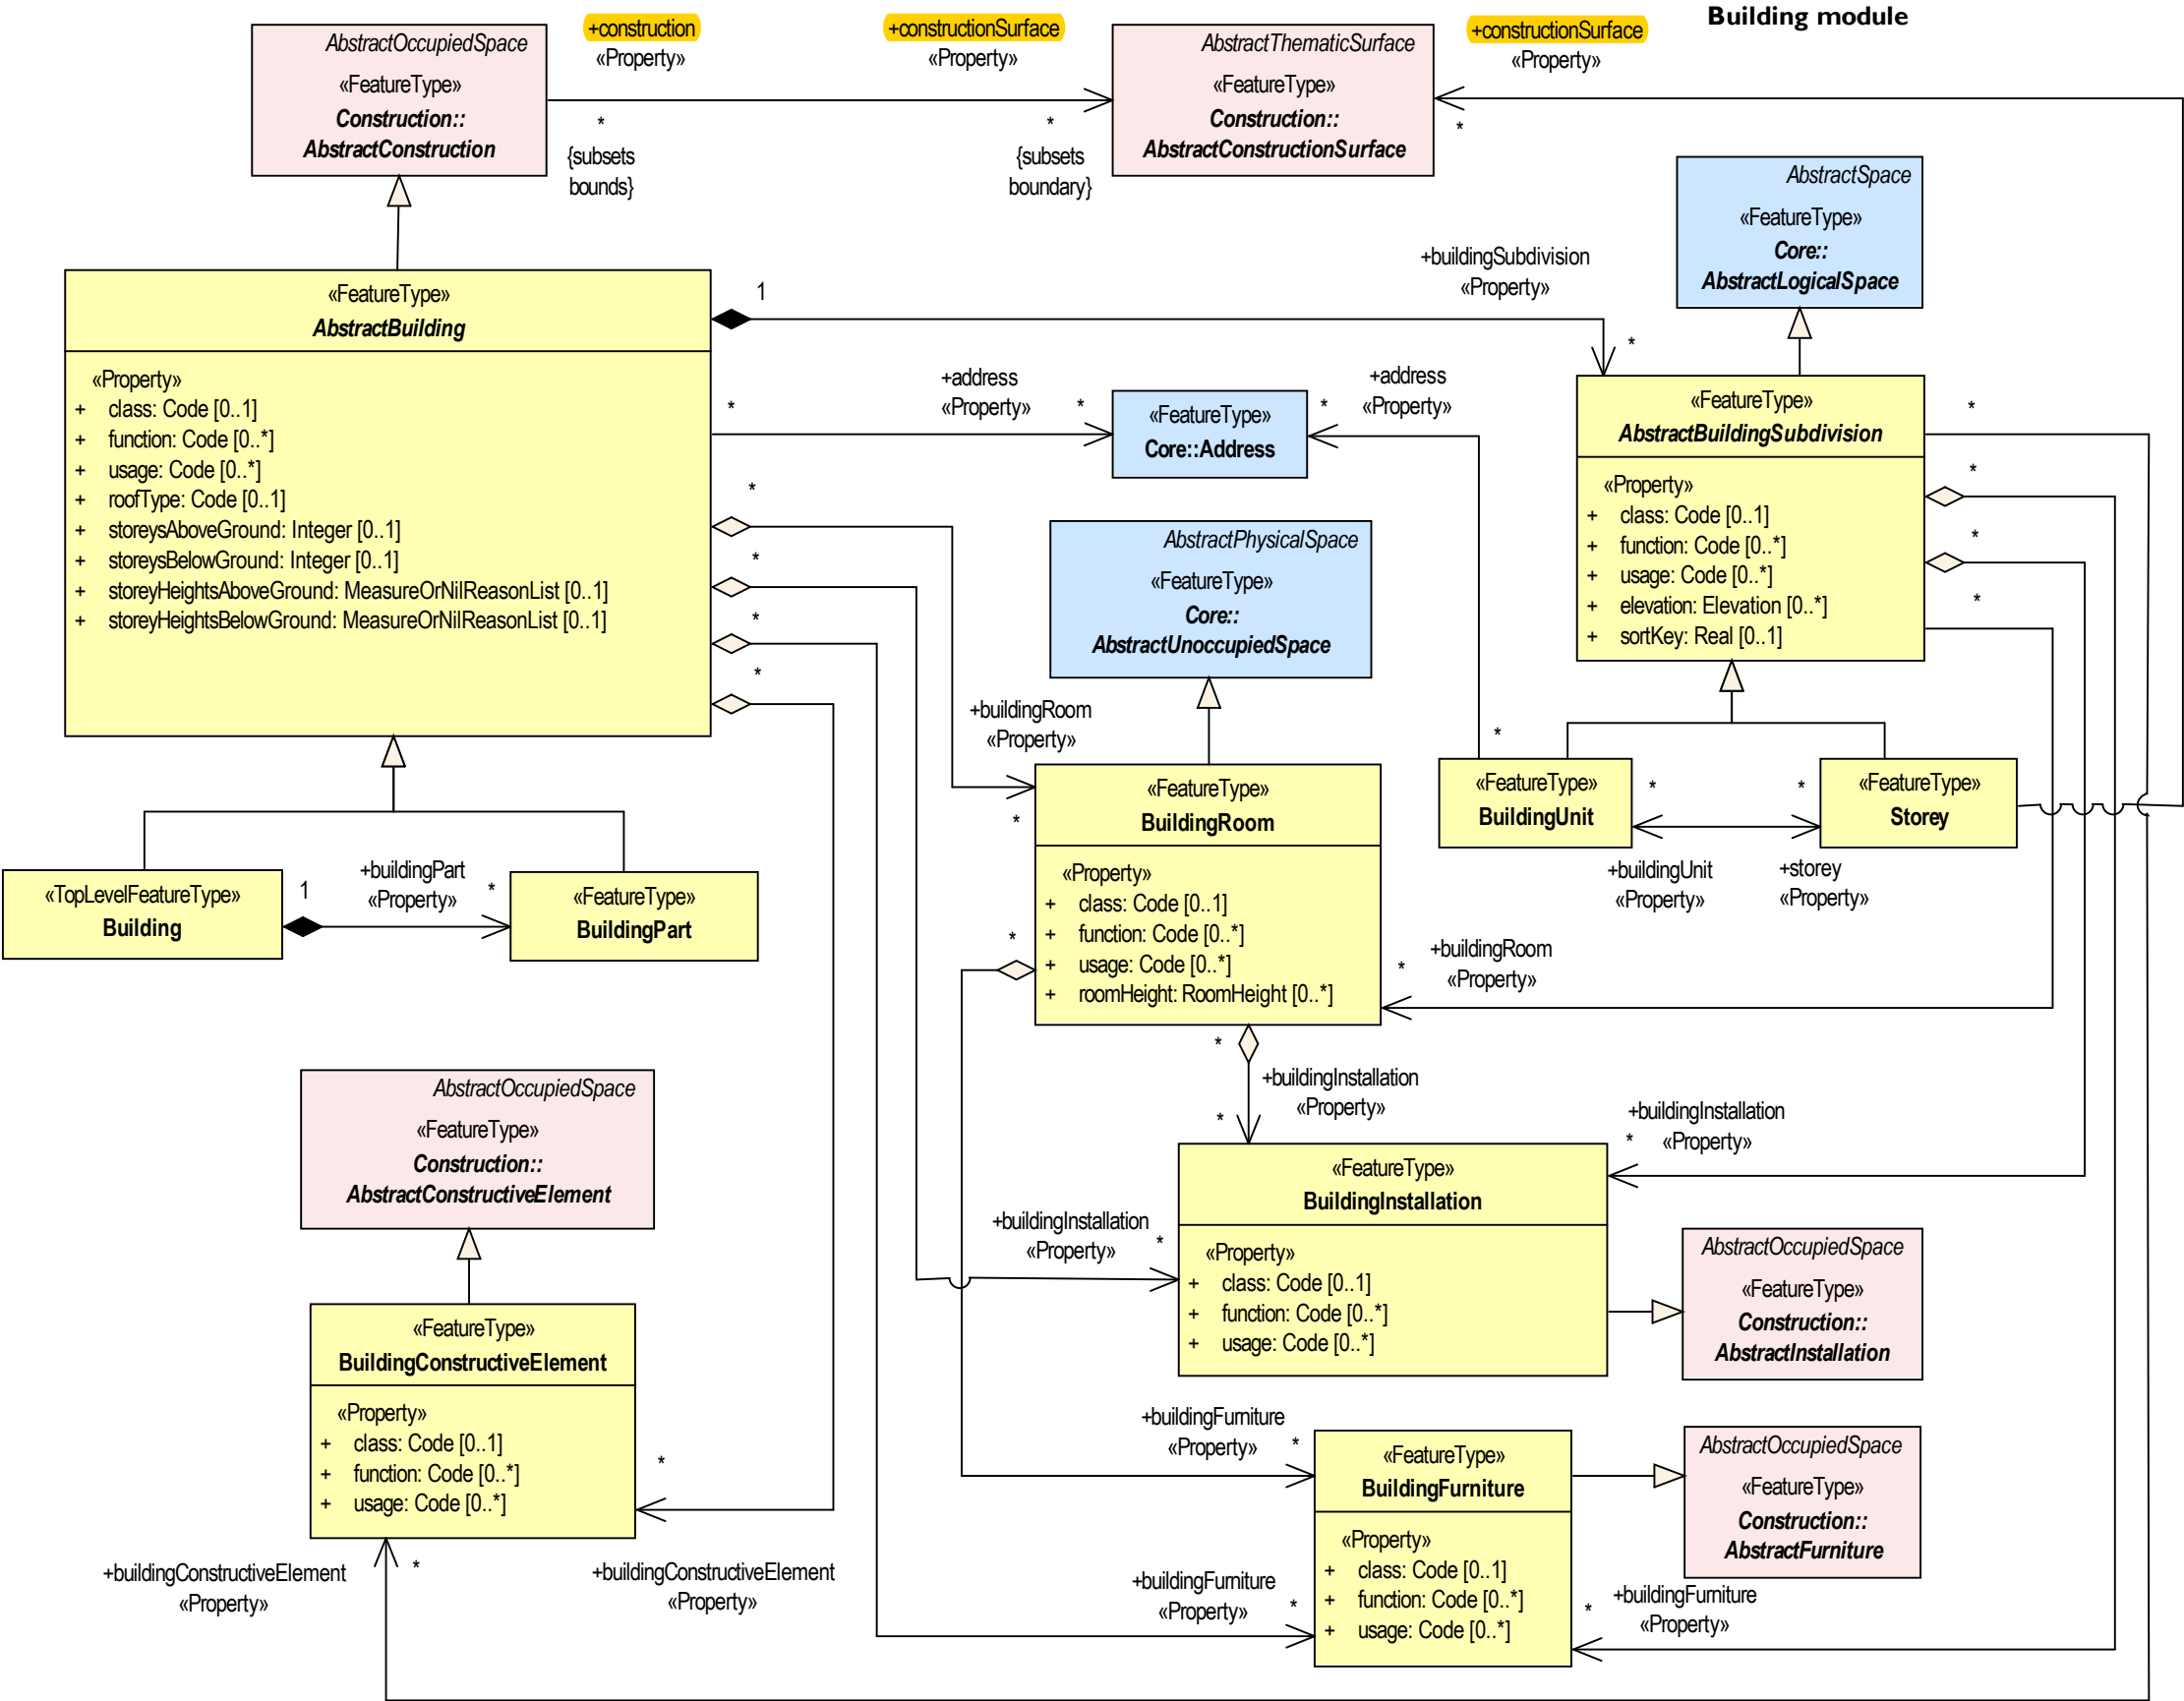 Building module
AbstractOccupiedSpace
«FeatureType»
Construction::
AbstractConstruction
+construction
«Property»
*
{subsets
bounds}
+constructionSurface
«Property»
*
{subsets
boundary}
AbstractThematicSurface
«FeatureType»
Construction::
AbstractConstructionSurface
+constructionSurface
«Property»
*
AbstractSpace
«FeatureType»
Core::
AbstractLogicalSpace
«FeatureType»
AbstractBuilding
«Property»
+ class: Code [0..1]
+ function: Code [0..*]
+ usage: Code [0..*]
+ roofType: Code [0..1]
+ storeysAboveGround: Integer [0..1]
+ storeysBelowGround: Integer [0..1]
+ storeyHeightsAboveGround: MeasureOrNilReasonList [0..1]
+ storeyHeightsBelowGround: MeasureOrNilReasonList [0..1]
1
*
*
*
*
*
+buildingSubdivision
«Property»
*
+address
«Property»
*
«FeatureType»
Core::Address
+address
«Property»
*
«FeatureType»
AbstractBuildingSubdivision
«Property»
+ class: Code [0..1]
+ function: Code [0..*]
+ usage: Code [0..*]
+ elevation: Elevation [0..*]
+ sortKey: Real [0..1]
*
*
*
*
AbstractPhysicalSpace
«FeatureType»
Core::
AbstractUnoccupiedSpace
+buildingRoom
«Property»
*
«FeatureType»
BuildingRoom
«Property»
+ class: Code [0..1]
+ function: Code [0..*]
+ usage: Code [0..*]
+ roomHeight: RoomHeight [0..*]
*
*
*
«FeatureType»
BuildingUnit
*
*
«FeatureType»
Storey
+buildingUnit
«Property»
+storey
«Property»
+buildingRoom
«Property»
*
«TopLevelFeatureType»
Building
1
+buildingPart
«Property»
*
«FeatureType»
BuildingPart
AbstractOccupiedSpace
«FeatureType»
Construction::
AbstractConstructiveElement
+buildingInstallation
«Property»
*
+buildingInstallation
* «Property»
+buildingInstallation
«Property»
*
«FeatureType»
BuildingInstallation
«Property»
+ class: Code [0..1]
+ function: Code [0..*]
+ usage: Code [0..*]
AbstractOccupiedSpace
«FeatureType»
Construction::
AbstractInstallation
«FeatureType»
BuildingConstructiveElement
«Property»
+ class: Code [0..1]
+ function: Code [0..*]
+ usage: Code [0..*]
*
+buildingConstructiveElement
«Property»
*
+buildingConstructiveElement
«Property»
+buildingFurniture
«Property»
*
«FeatureType»
BuildingFurniture
«Property»
+ class: Code [0..1]
+ function: Code [0..*]
+ usage: Code [0..*]
+buildingFurniture
«Property»
*
AbstractOccupiedSpace
«FeatureType»
Construction::
AbstractFurniture
+buildingFurniture
«Property»
*